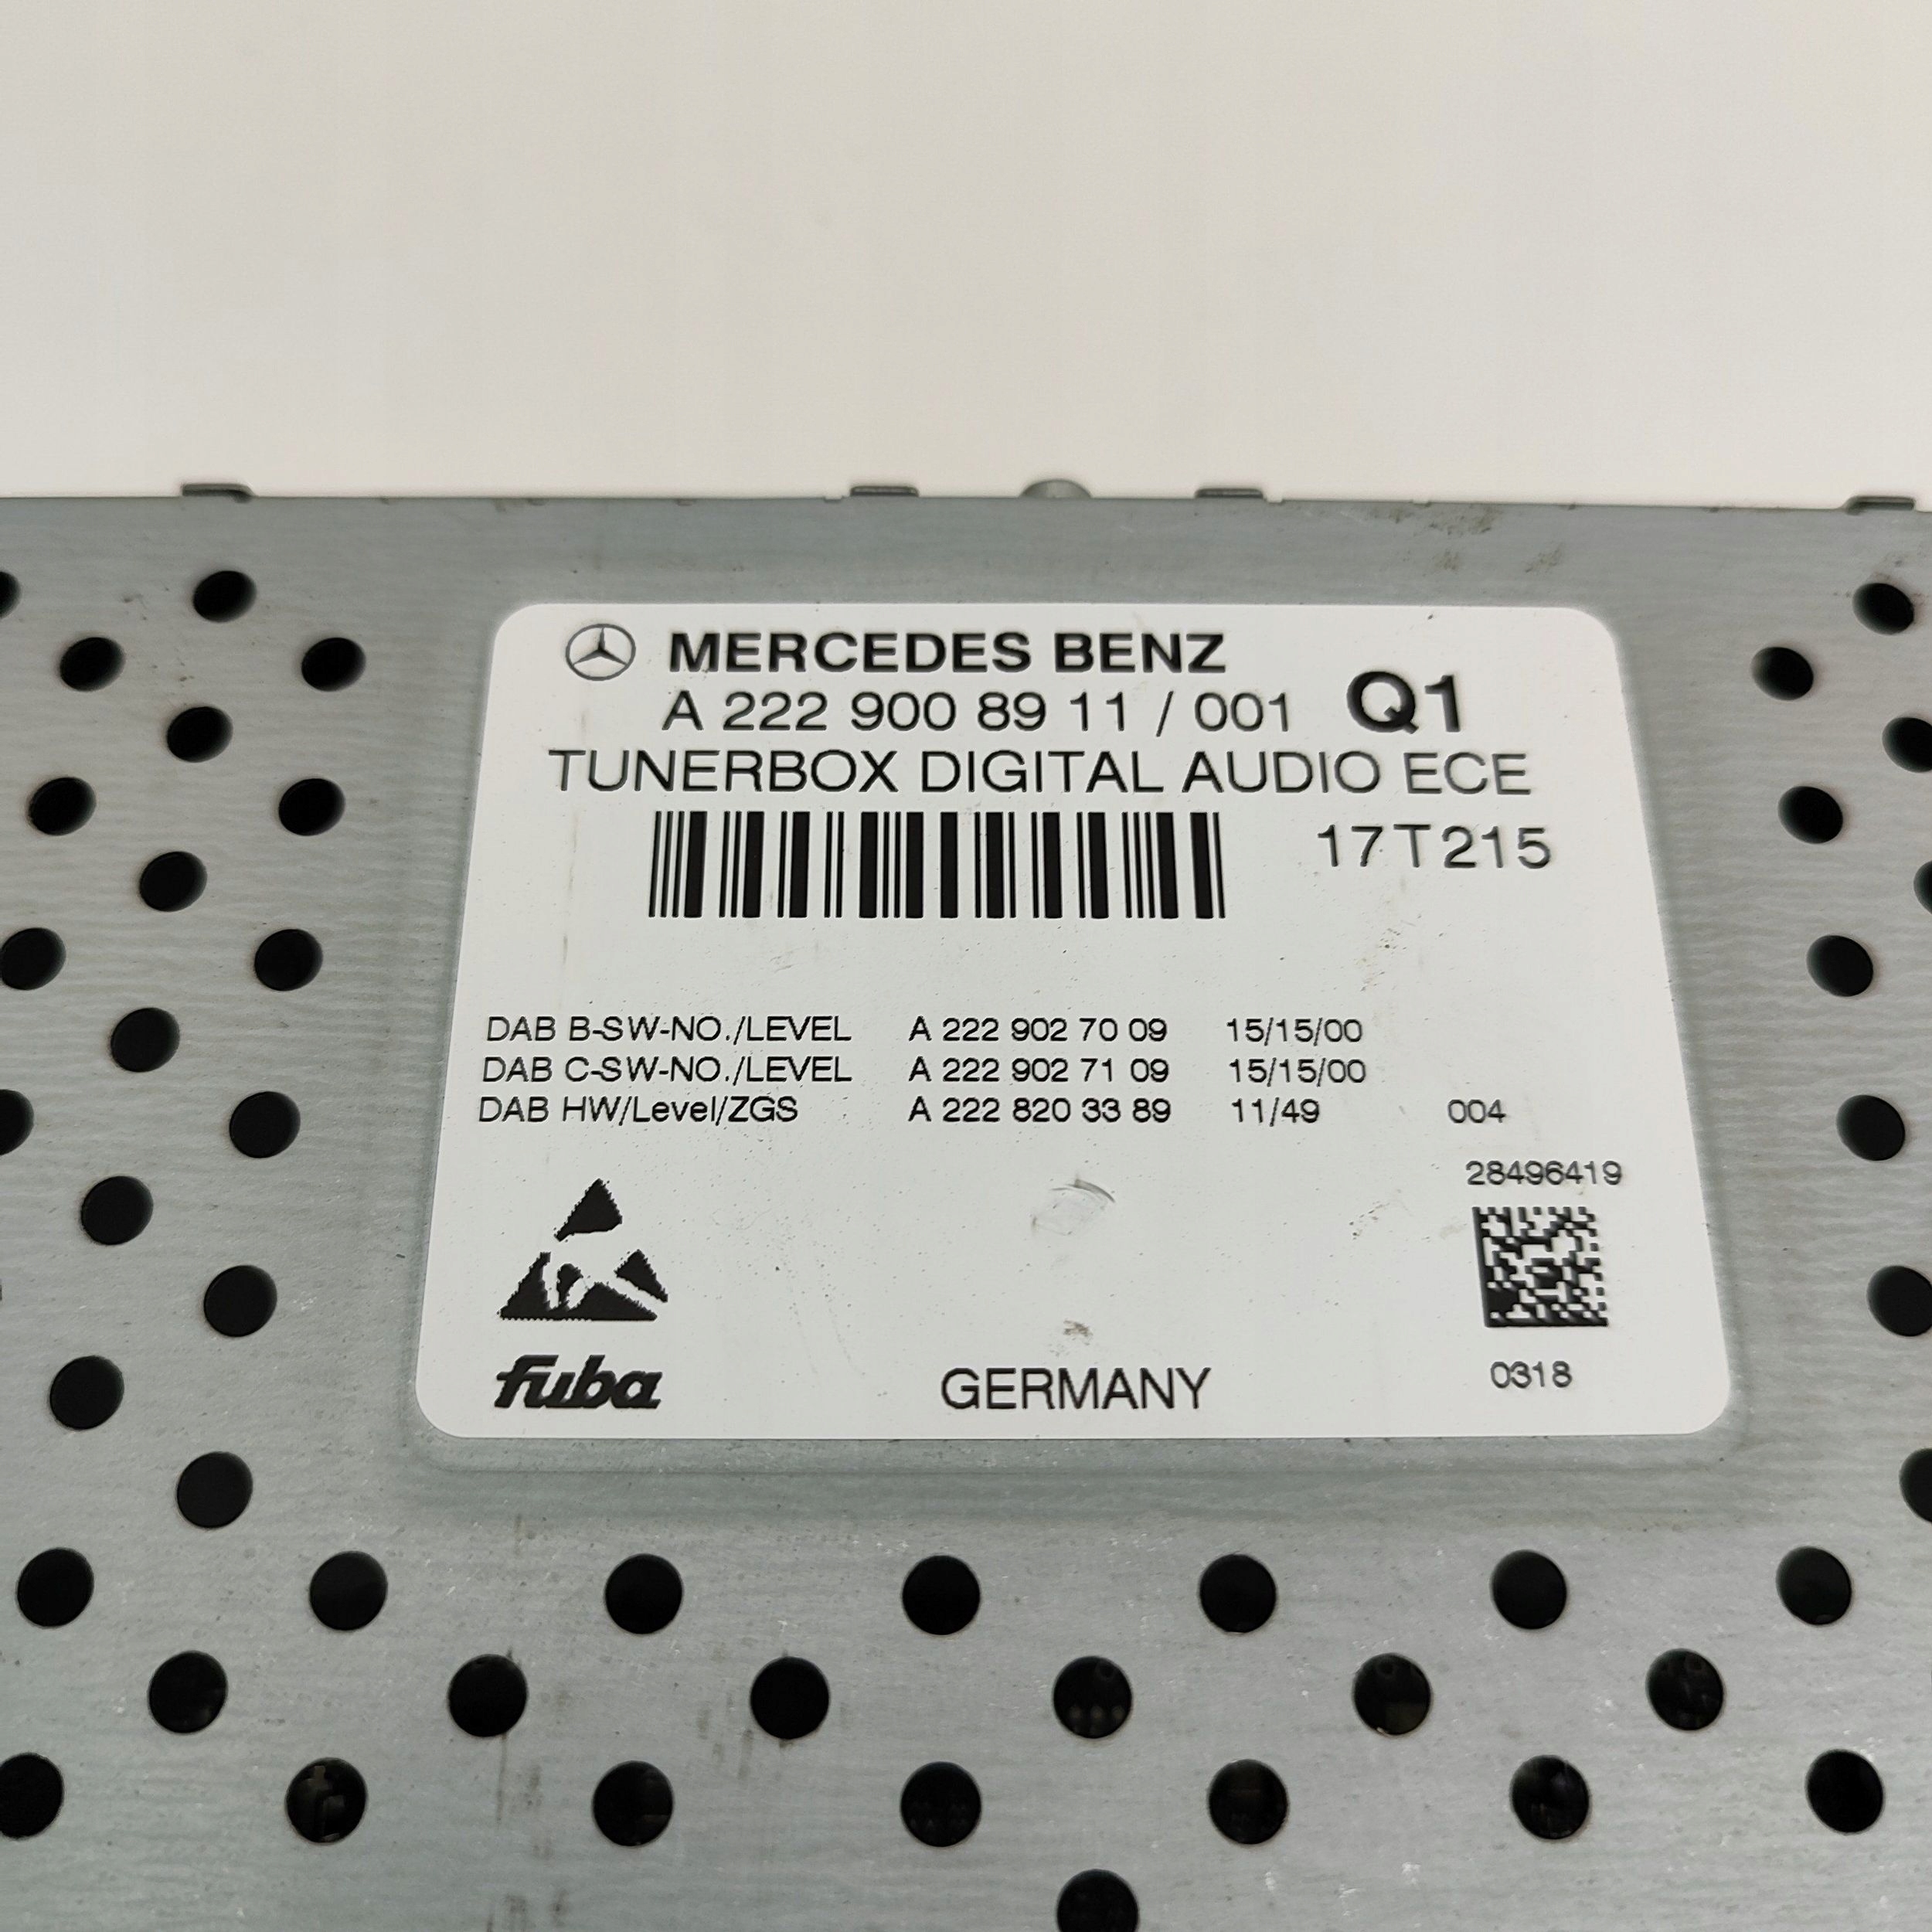 MERCEDES BENZ
A 222 900 89 11 / 001 Q1
TUNERBOX DIGITAL AUDIO ECE
17T215
DAB B-SW-NO./LEVEL A 222 902 70 09 15/15/00
DAB C-SW-NO./LEVEL A 222 902 71 09 15/15/00
DAB HW/Level/ZGS A 222 820 33 89 11/49 004
28496419
fuba GERMANY 0318